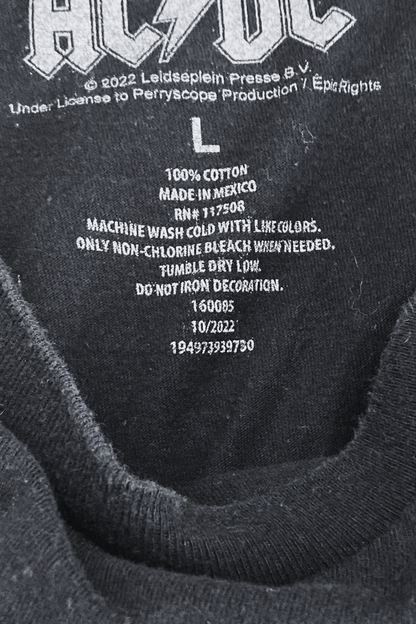 AC/DC
© 2022 Leidseplein Presse B.V.
Under License to Perryscope Production / Epic Rights
L
100% COTTON
MADE IN MEXICO
RN# 117508
MACHINE WASH COLD WITH LIKE COLORS.
ONLY NON-CHLORINE BLEACH WHEN NEEDED.
TUMBLE DRY LOW.
DO NOT IRON DECORATION.
160085
10/2022
194973939730